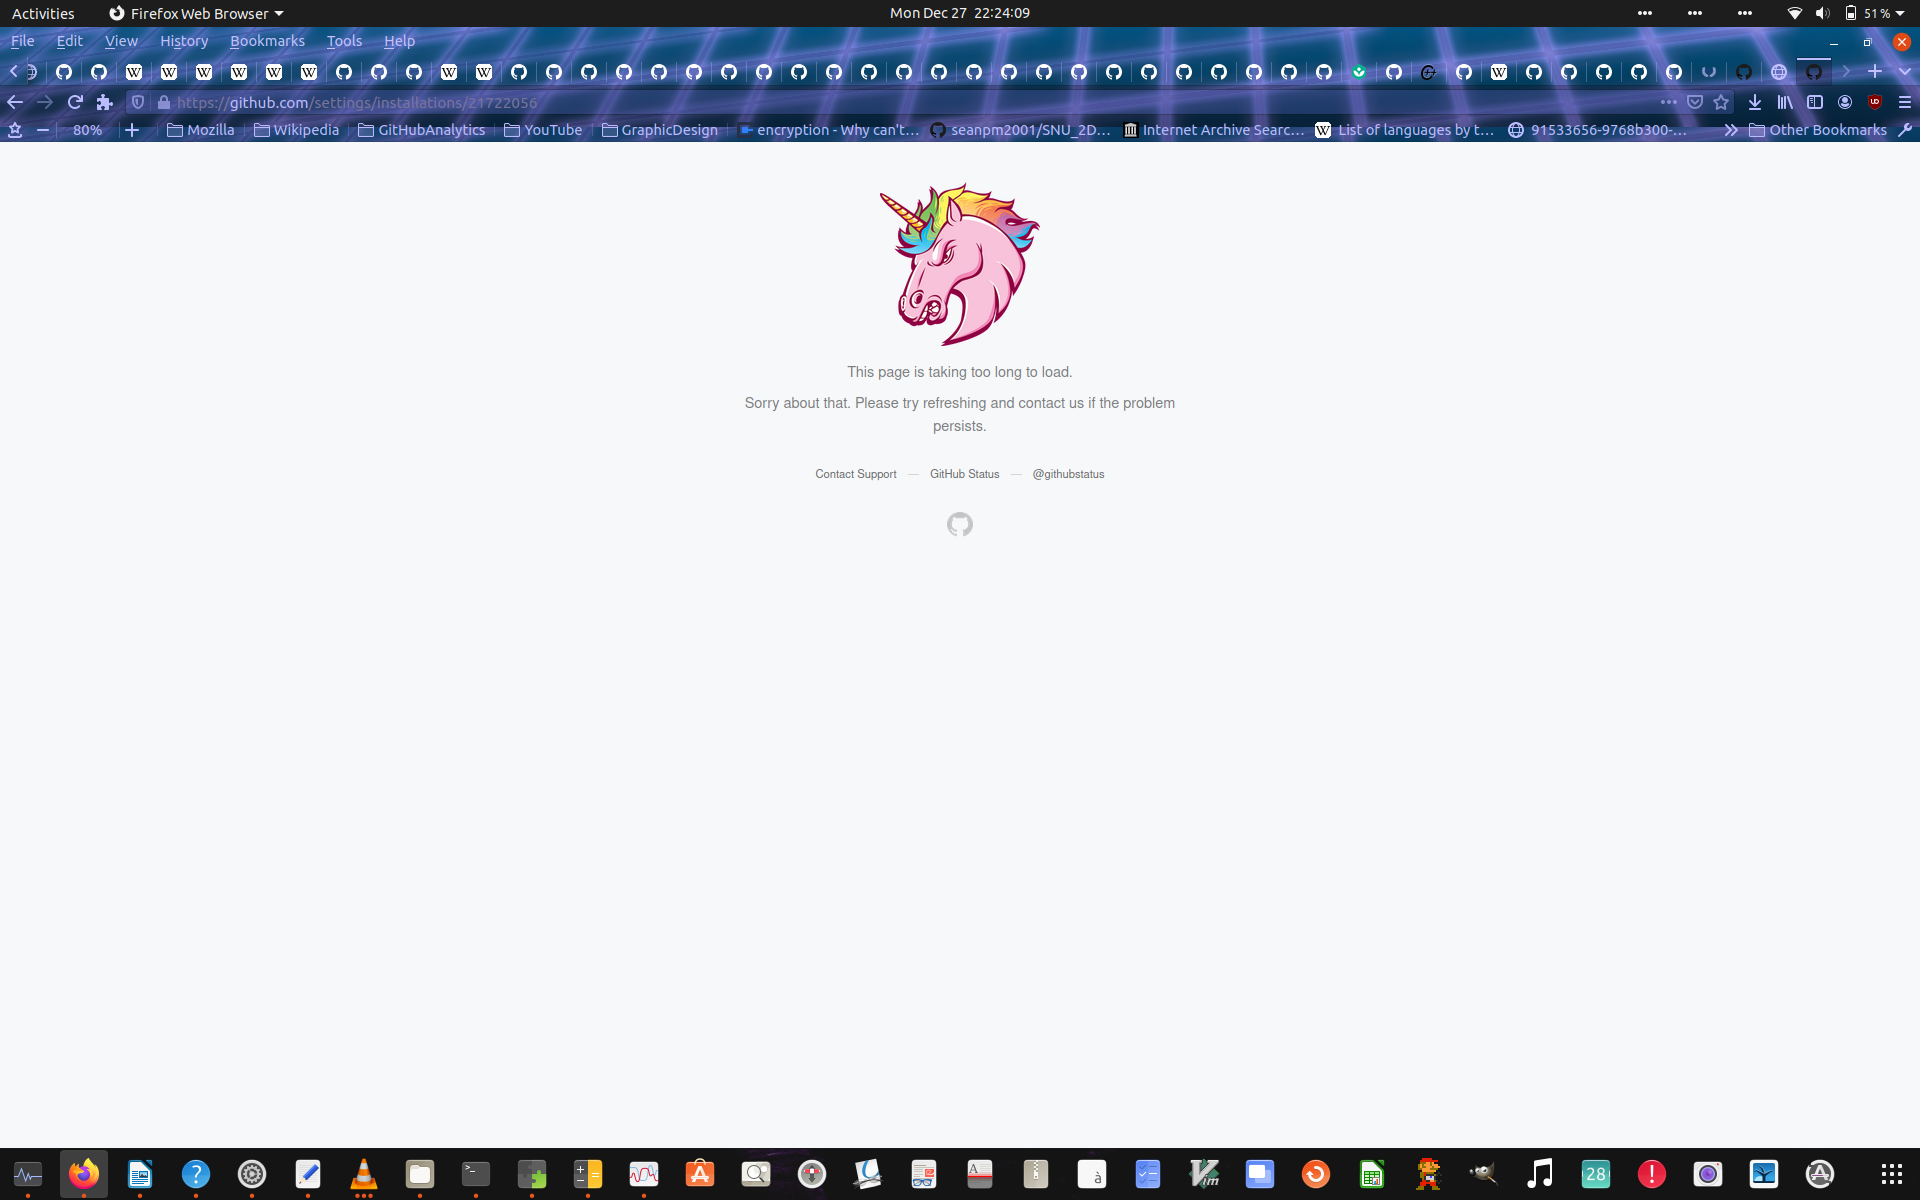 Activities Firefox Web Browser Mon Dec 27 22:24:09 51%
File Edit View History Bookmarks Tools Help
https://github.com/settings/installations/21722056
80% Mozilla Wikipedia GitHubAnalytics YouTube GraphicDesign encryption - Why can't... seanpm2001/SNU_2D... Internet Archive Searc... List of languages by t... 91533656-9768b300-... Other Bookmarks
This page is taking too long to load.
Sorry about that. Please try refreshing and contact us if the problem
persists.
Contact Support — GitHub Status — @githubstatus
28